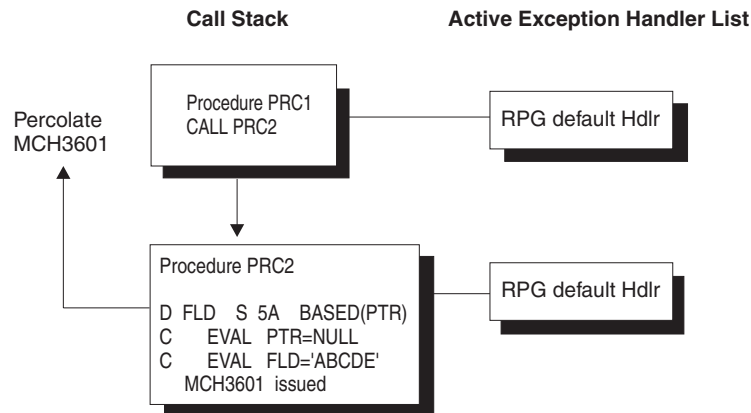 Call Stack
Active Exception Handler List
Procedure PRC1
CALL PRC2
RPG default Hdlr
Percolate
MCH3601
Procedure PRC2
D FLD S 5A BASED(PTR)
C EVAL PTR=NULL
C EVAL FLD='ABCDE'
MCH3601 issued
RPG default Hdlr